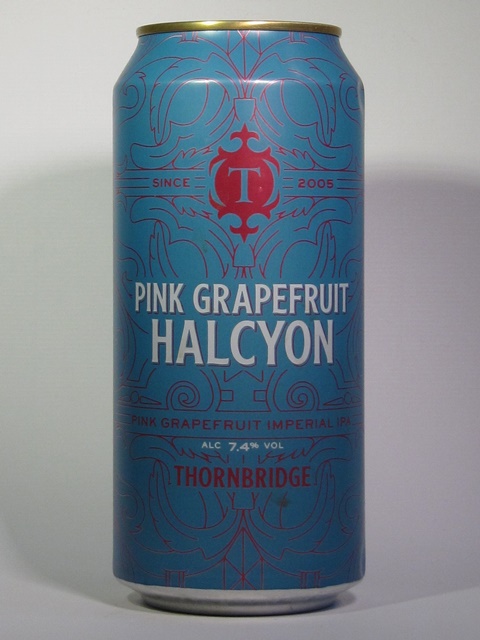 SINCE T 2005
PINK GRAPEFRUIT
HALCYON
PINK GRAPEFRUIT IMPERIAL IPA
ALC 7.4% VOL
THORNBRIDGE